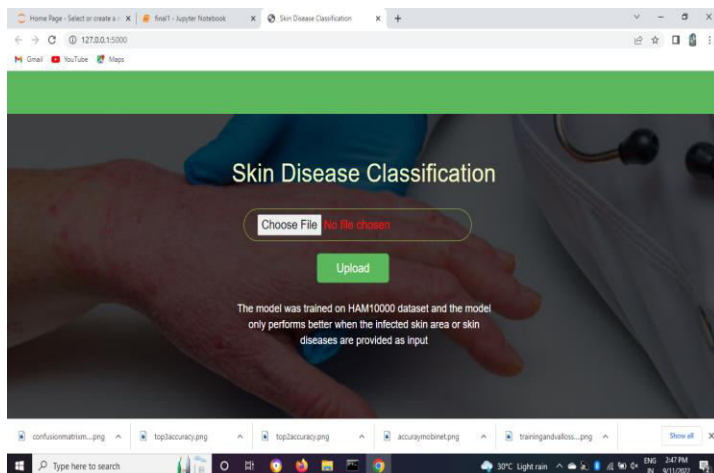 Home Page - Select or create a n
final1 - Jupyter Notebook
Skin Disease Classification
127.0.0.1:5000
Gmail
YouTube
Maps
Skin Disease Classification
Choose File No file chosen
Upload
The model was trained on HAM10000 dataset and the model
only performs better when the infected skin area or skin
diseases are provided as input
confusionmatrixm....png
top3accuracy.png
top2accuracy.png
accuraymobinet.png
trainingandvalloss....png
Show all
Type here to search
30°C Light rain
ENG
IN
2:47 PM
9/11/2022